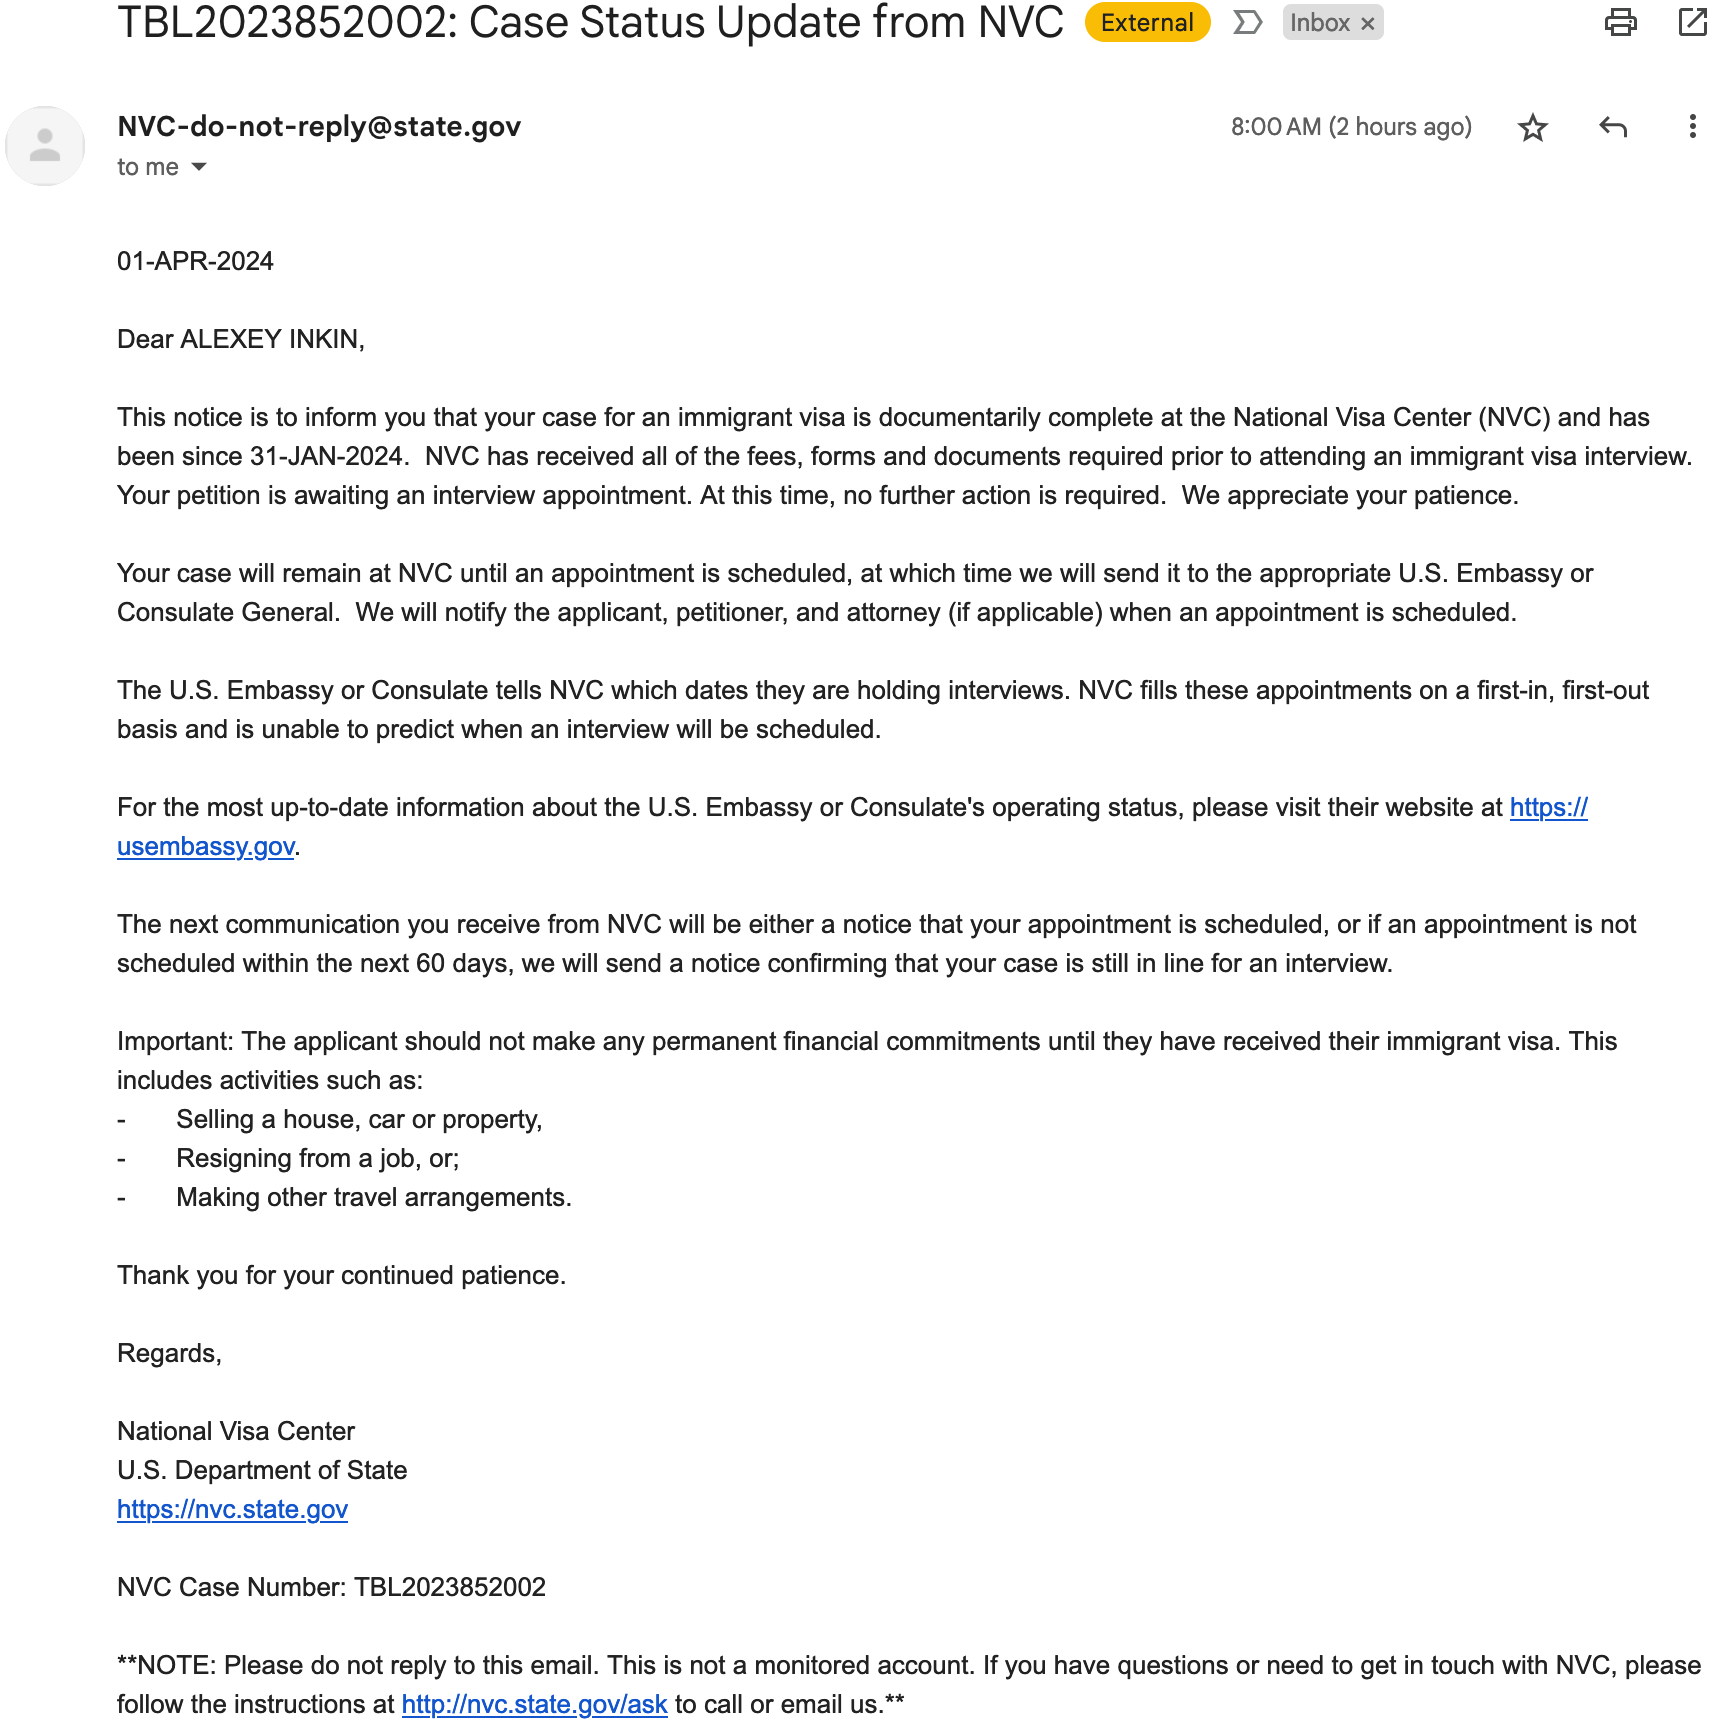 TBL2023852002: Case Status Update from NVC External Inbox ×
NVC-do-not-reply@state.gov 8:00 AM (2 hours ago)
to me
01-APR-2024
Dear ALEXEY INKIN,
This notice is to inform you that your case for an immigrant visa is documentarily complete at the National Visa Center (NVC) and has
been since 31-JAN-2024.  NVC has received all of the fees, forms and documents required prior to attending an immigrant visa interview.
Your petition is awaiting an interview appointment. At this time, no further action is required.  We appreciate your patience.
Your case will remain at NVC until an appointment is scheduled, at which time we will send it to the appropriate U.S. Embassy or
Consulate General.  We will notify the applicant, petitioner, and attorney (if applicable) when an appointment is scheduled.
The U.S. Embassy or Consulate tells NVC which dates they are holding interviews. NVC fills these appointments on a first-in, first-out
basis and is unable to predict when an interview will be scheduled.
For the most up-to-date information about the U.S. Embassy or Consulate's operating status, please visit their website at https://
usembassy.gov.
The next communication you receive from NVC will be either a notice that your appointment is scheduled, or if an appointment is not
scheduled within the next 60 days, we will send a notice confirming that your case is still in line for an interview.
Important: The applicant should not make any permanent financial commitments until they have received their immigrant visa. This
includes activities such as:
- Selling a house, car or property,
- Resigning from a job, or;
- Making other travel arrangements.
Thank you for your continued patience.
Regards,
National Visa Center
U.S. Department of State
https://nvc.state.gov
NVC Case Number: TBL2023852002
**NOTE: Please do not reply to this email. This is not a monitored account. If you have questions or need to get in touch with NVC, please
follow the instructions at http://nvc.state.gov/ask to call or email us.**